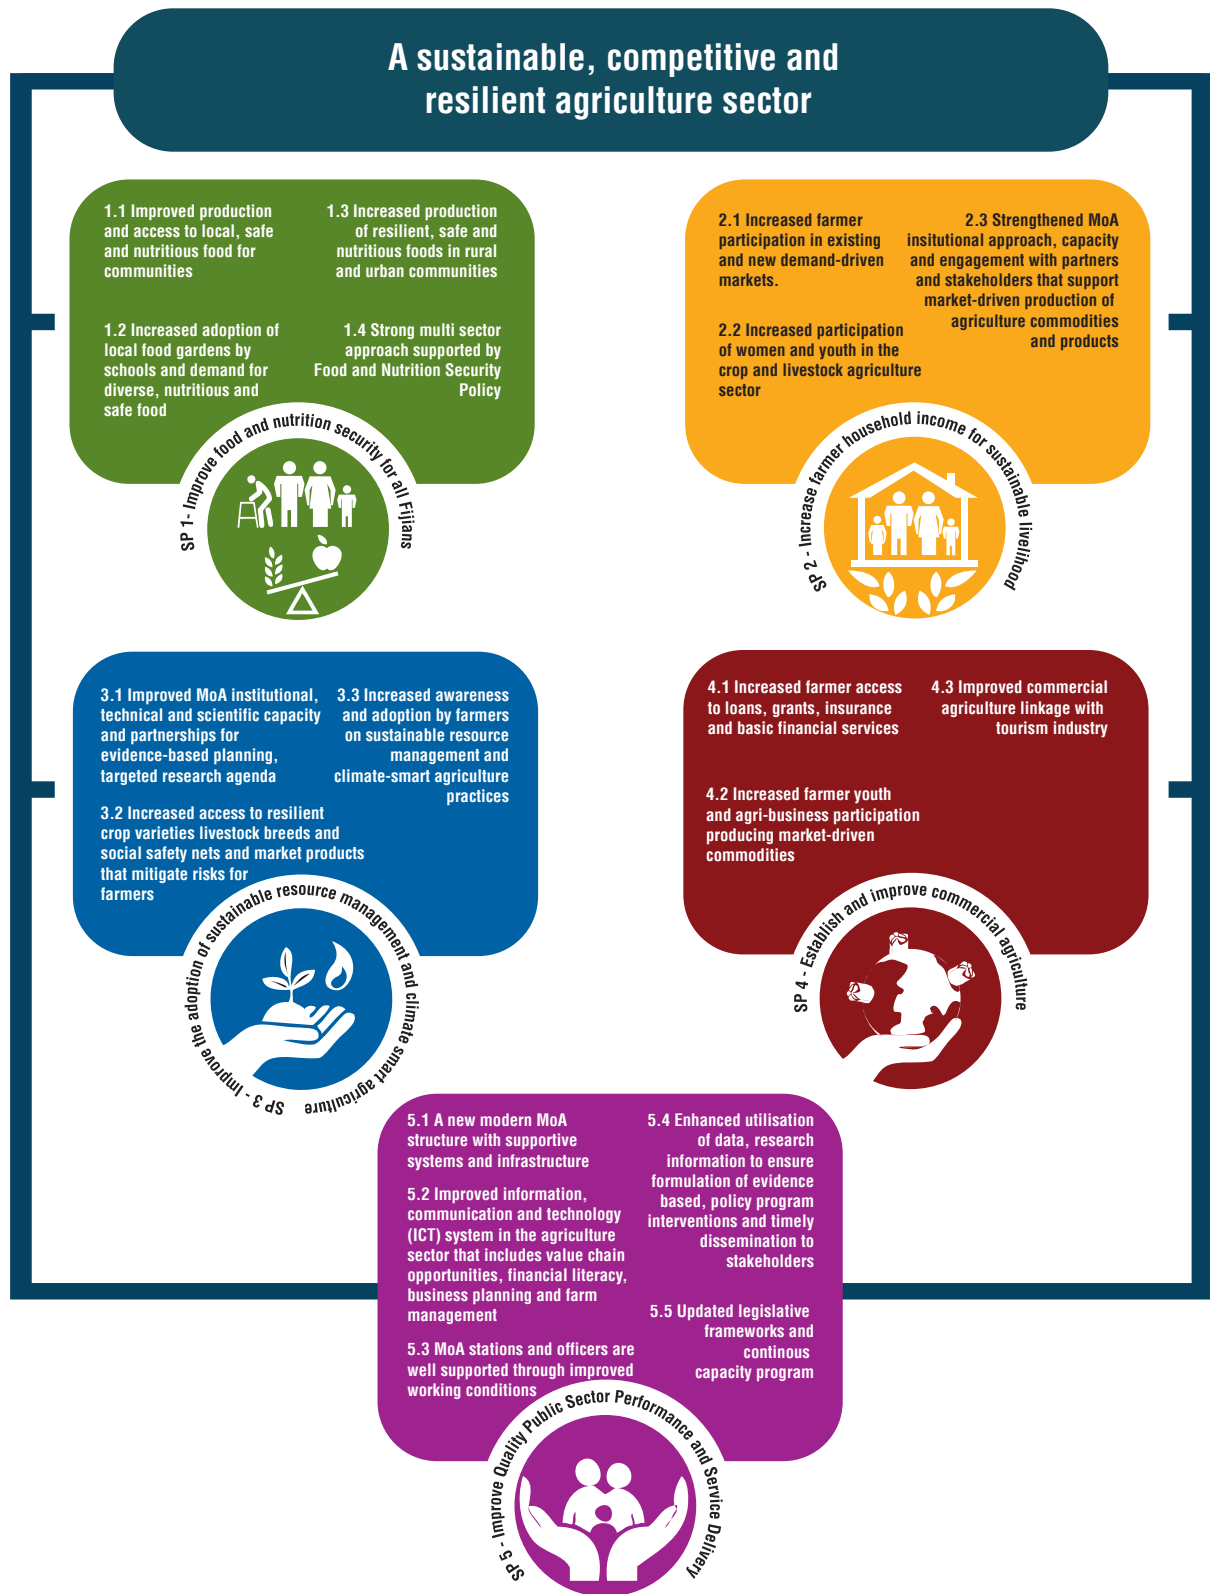 A sustainable, competitive and
resilient agriculture sector
1.1 Improved production
and access to local, safe
and nutritious food for
communities
1.2 Increased adoption of
local food gardens by
schools and demand for
diverse, nutritious and
safe food
1.3 Increased production
of resilient, safe and
nutritious foods in rural
and urban communities
1.4 Strong multi sector
approach supported by
Food and Nutrition Security
Policy
SP 1- Improve food and nutrition security for all Fijians
2.1 Increased farmer
participation in existing
and new demand-driven
markets.
2.2 Increased participation
of women and youth in the
crop and livestock agriculture
sector
2.3 Strengthened MoA
insitutional approach, capacity
and engagement with partners
and stakeholders that support
market-driven production of
agriculture commodities
and products
SP 2 - Increase farmer household income for sustainable livelihood
3.1 Improved MoA institutional,
technical and scientific capacity
and partnerships for
evidence-based planning,
targeted research agenda
3.2 Increased access to resilient
crop varieties livestock breeds and
social safety nets and market products
that mitigate risks for
farmers
3.3 Increased awareness
and adoption by farmers
on sustainable resource
management and
climate-smart agriculture
practices
SP 3 - Improve the adoption of sustainable resource management and climate smart agriculture
4.1 Increased farmer access
to loans, grants, insurance
and basic financial services
4.2 Increased farmer youth
and agri-business participation
producing market-driven
commodities
4.3 Improved commercial
agriculture linkage with
tourism industry
SP 4 - Establish and improve commercial agriculture
5.1 A new modern MoA
structure with supportive
systems and infrastructure
5.2 Improved information,
communication and technology
(ICT) system in the agriculture
sector that includes value chain
opportunities, financial literacy,
business planning and farm
management
5.3 MoA stations and officers are
well supported through improved
working conditions
5.4 Enhanced utilisation
of data, research
information to ensure
formulation of evidence
based, policy program
interventions and timely
dissemination to
stakeholders
5.5 Updated legislative
frameworks and
continous
capacity program
SP 5 - Improve Quality Public Sector Performance and Service Delivery